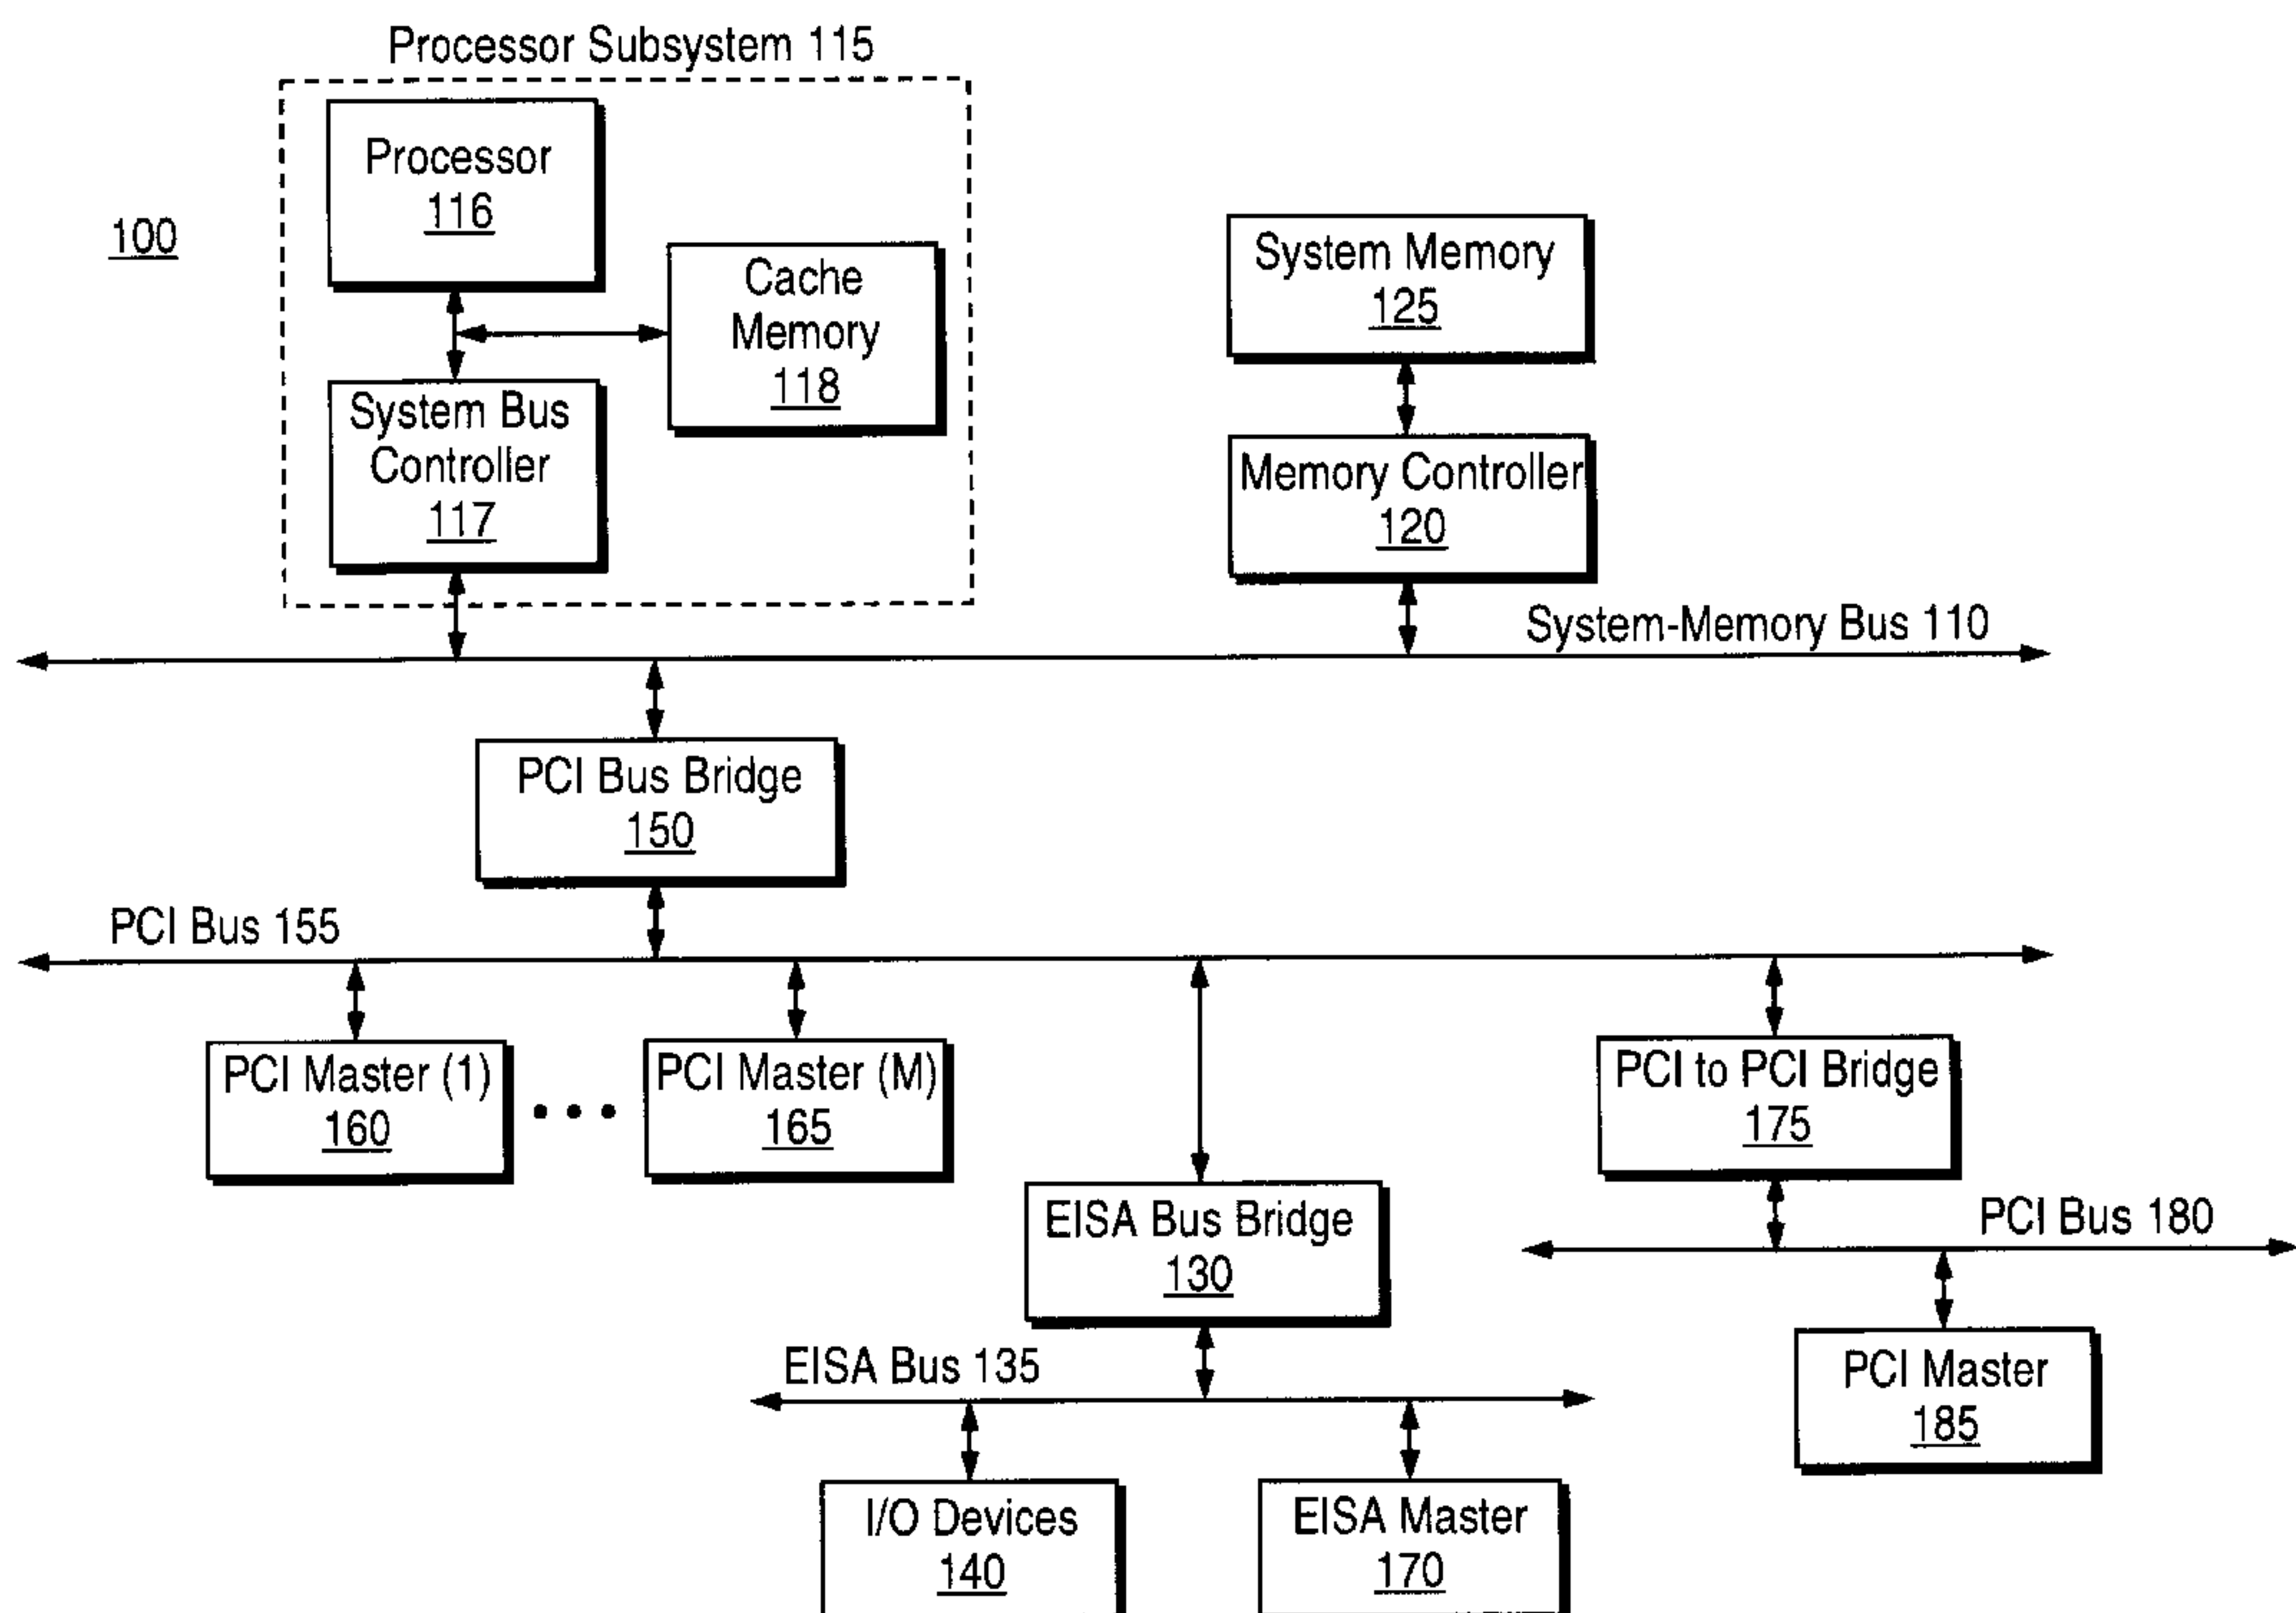 Processor Subsystem 115
Processor
116
100
Cache
Memory
118
System Bus
Controller
117
System Memory
125
Memory Controller
120
System-Memory Bus 110
PCI Bus Bridge
150
PCI Bus 155
PCI Master (1)
160
• • •
PCI Master (M)
165
PCI to PCI Bridge
175
EISA Bus Bridge
130
PCI Bus 180
EISA Bus 135
PCI Master
185
I/O Devices
140
EISA Master
170